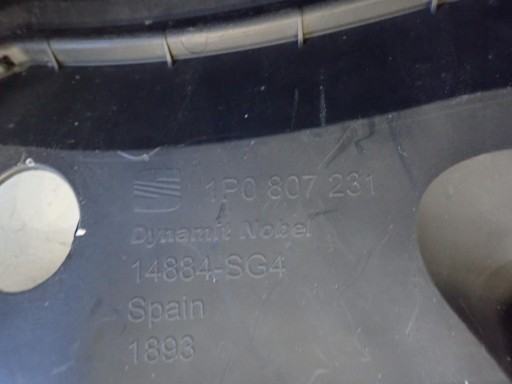 1P0 807 231
Dynamit Nobel
14884-SG4
Spain
1893